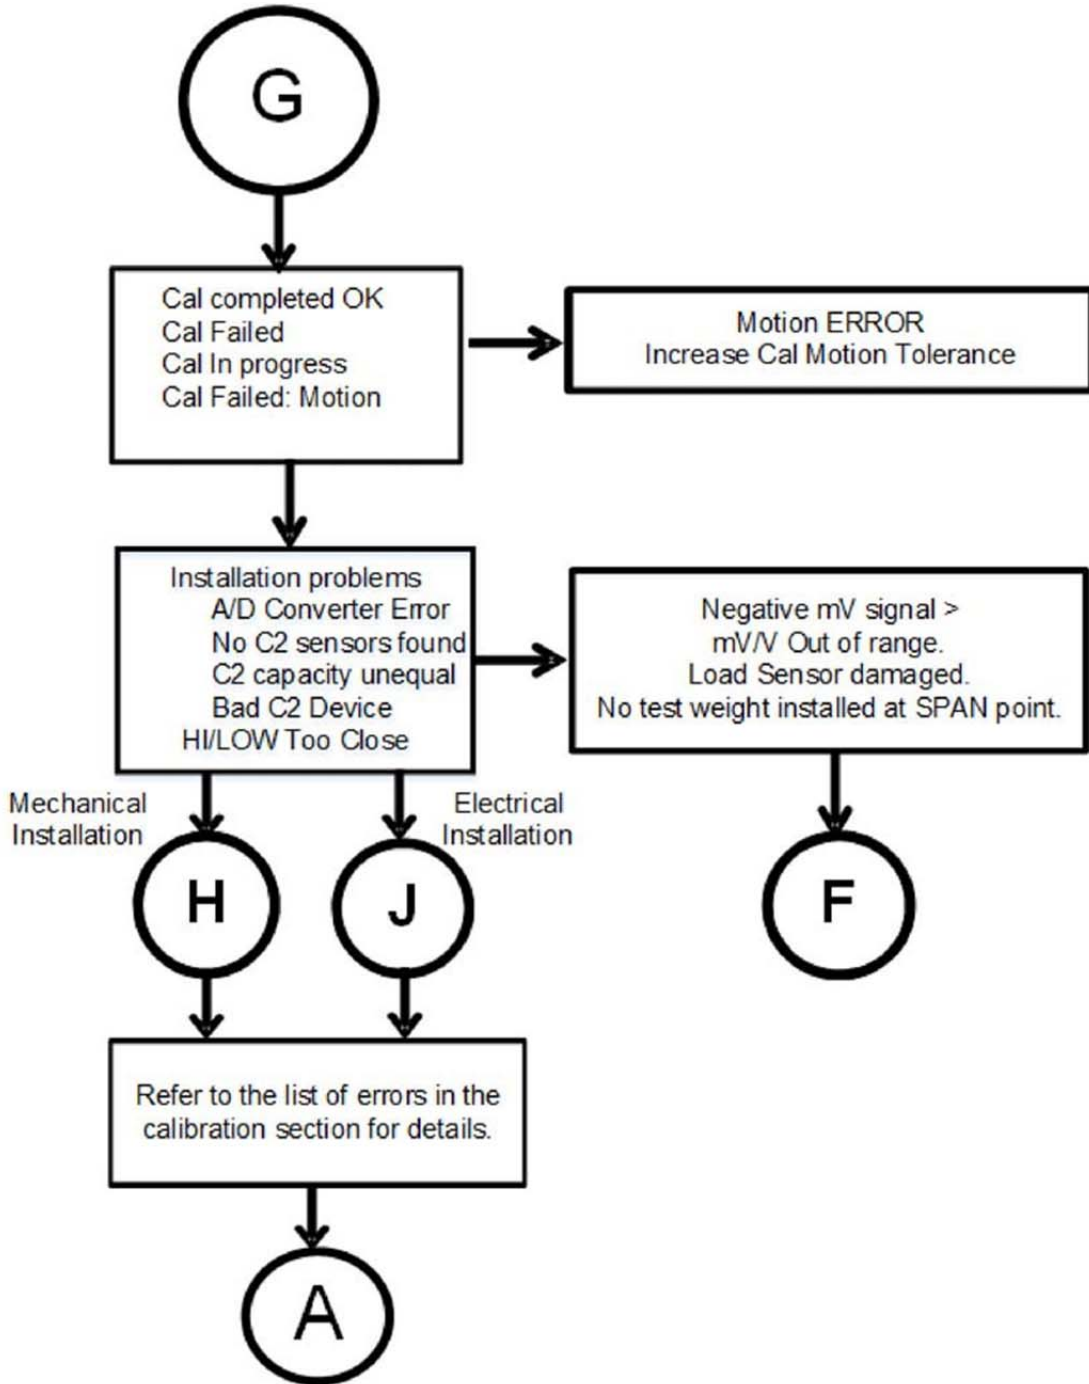 G
Cal completed OK
Cal Failed
Cal In progress
Cal Failed: Motion
Motion ERROR
Increase Cal Motion Tolerance
Installation problems
A/D Converter Error
No C2 sensors found
C2 capacity unequal
Bad C2 Device
HI/LOW Too Close
Negative mV signal >
mV/V Out of range.
Load Sensor damaged.
No test weight installed at SPAN point.
Mechanical
Installation
Electrical
Installation
H
J
F
Refer to the list of errors in the
calibration section for details.
A